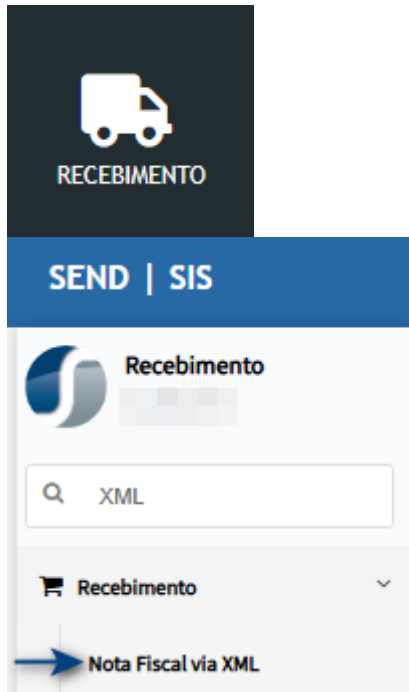 RECEBIMENTO
SEND | SIS
Recebimento
XML
Recebimento
Nota Fiscal via XML